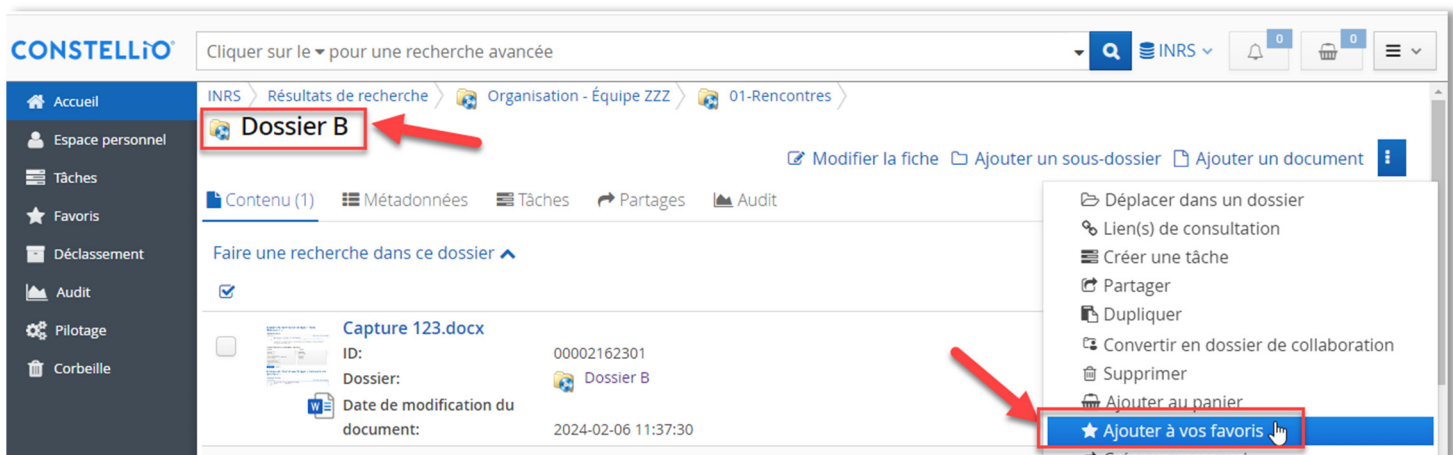 CONSTELLiO
Cliquer sur le ▾ pour une recherche avancée
INRS
0
0
Accueil
Espace personnel
Tâches
Favoris
Déclassement
Audit
Pilotage
Corbeille
INRS Résultats de recherche Organisation - Équipe ZZZ 01-Rencontres
Dossier B
Modifier la fiche Ajouter un sous-dossier Ajouter un document
Contenu (1) Métadonnées Tâches Partages Audit
Faire une recherche dans ce dossier
Capture 123.docx
ID: 00002162301
Dossier: Dossier B
Date de modification du
document: 2024-02-06 11:37:30
Déplacer dans un dossier
Lien(s) de consultation
Créer une tâche
Partager
Dupliquer
Convertir en dossier de collaboration
Supprimer
Ajouter au panier
Ajouter à vos favoris